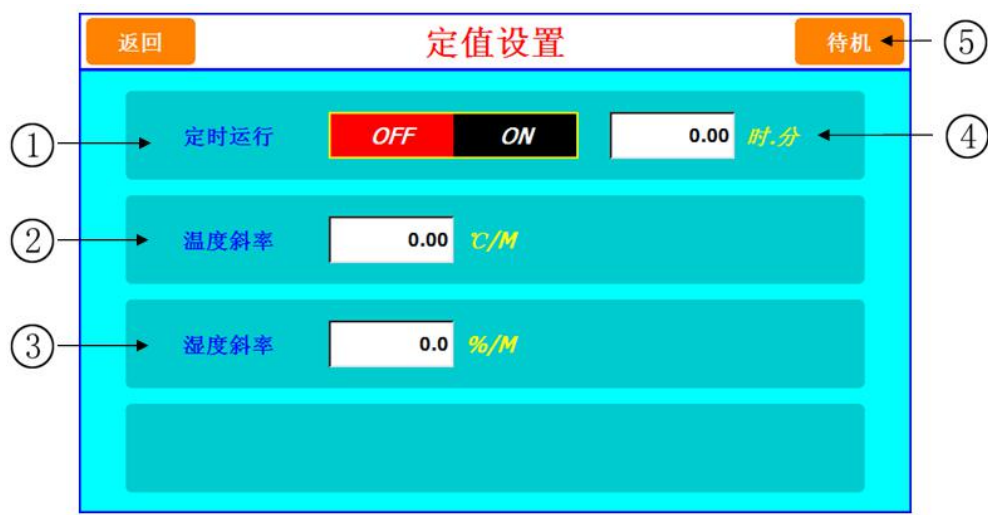 返回 定值设置 待机 ⑤
① 定时运行 OFF ON 0.00 时.分 ④
② 温度斜率 0.00 ℃/M
③ 湿度斜率 0.0 %/M